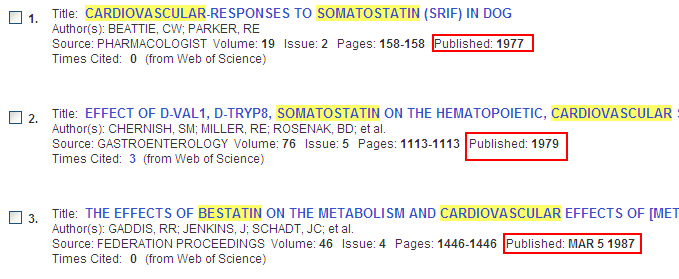 1. Title: CARDIOVASCULAR-RESPONSES TO SOMATOSTATIN (SRIF) IN DOG
Author(s): BEATTIE, CW; PARKER, RE
Source: PHARMACOLOGIST Volume: 19 Issue: 2 Pages: 158-158 Published: 1977
Times Cited: 0 (from Web of Science)
2. Title: EFFECT OF D-VAL1, D-TRYP8, SOMATOSTATIN ON THE HEMATOPOIETIC, CARDIOVASCULAR
Author(s): CHERNISH, SM; MILLER, RE; ROSENAK, BD; et al.
Source: GASTROENTEROLOGY Volume: 76 Issue: 5 Pages: 1113-1113 Published: 1979
Times Cited: 3 (from Web of Science)
3. Title: THE EFFECTS OF BESTATIN ON THE METABOLISM AND CARDIOVASCULAR EFFECTS OF [MET
Author(s): GADDIS, RR; JENKINS, J; SCHADT, JC; et al.
Source: FEDERATION PROCEEDINGS Volume: 46 Issue: 4 Pages: 1446-1446 Published: MAR 5 1987
Times Cited: 0 (from Web of Science)